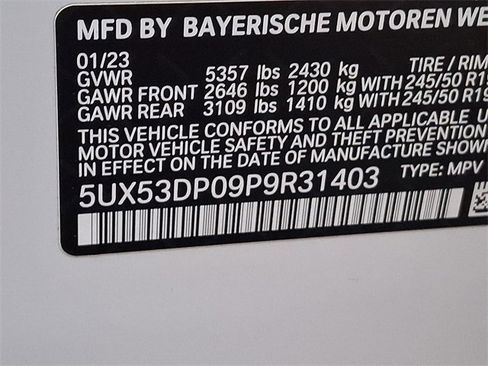 MFD BY BAYERISCHE MOTOREN WE
01/23 TIRE / RIM
GVWR 5357 lbs 2430 kg
GAWR FRONT 2646 lbs 1200 kg WITH 245/50 R19
GAWR REAR 3109 lbs 1410 kg WITH 245/50 R19
THIS VEHICLE CONFORMS TO ALL APPLICABLE U
MOTOR VEHICLE SAFETY AND THEFT PREVENTION
IN EFFECT ON THE DATE OF MANUFACTURE SHOWN
5UX53DP09P9R31403 TYPE: MPV